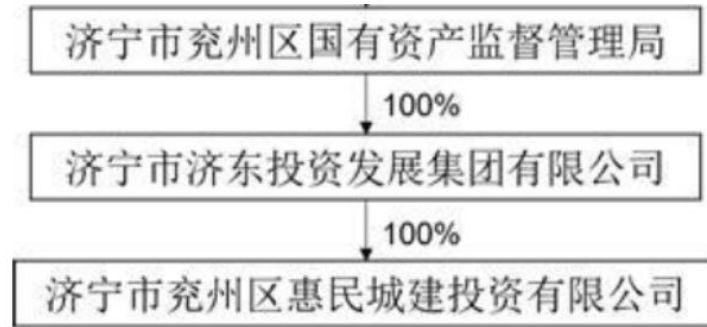 济宁市兖州区国有资产监督管理局
100%
济宁市济东投资发展集团有限公司
100%
济宁市兖州区惠民城建投资有限公司